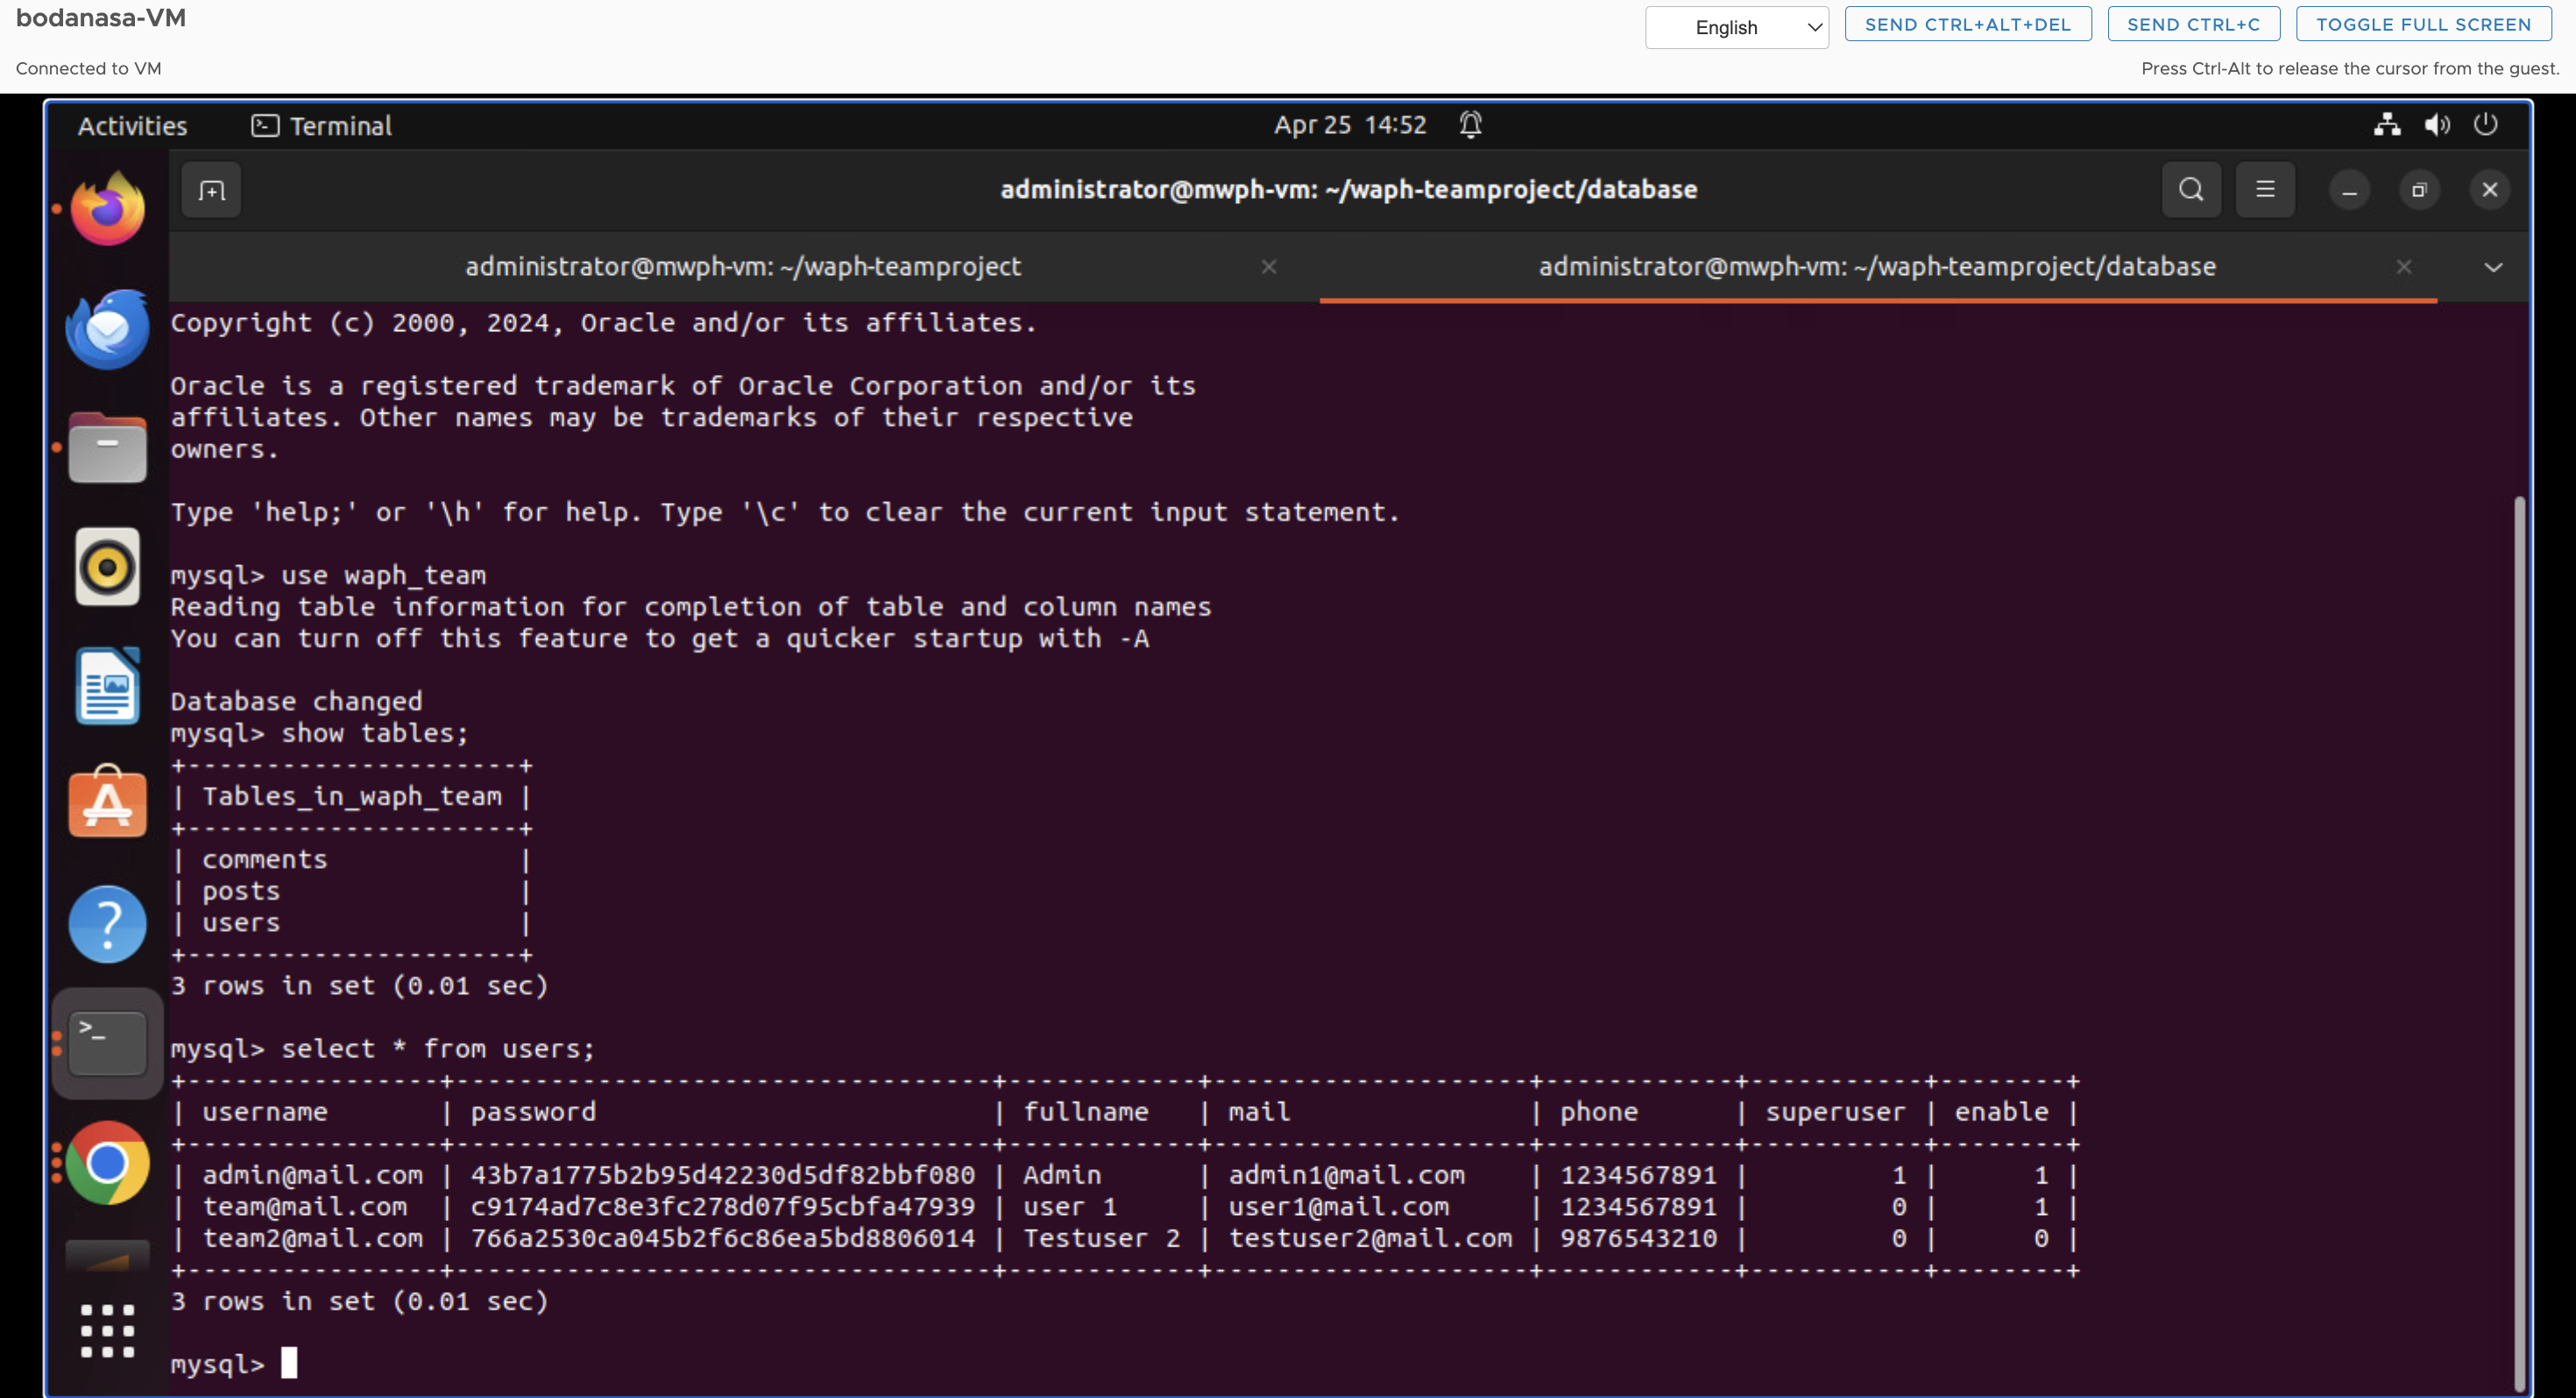 bodanasa-VM
English
SEND CTRL+ALT+DEL
SEND CTRL+C
TOGGLE FULL SCREEN
Connected to VM
Press Ctrl-Alt to release the cursor from the guest.
Activities
Terminal
Apr 25 14:52
administrator@mwph-vm: ~/waph-teamproject/database
administrator@mwph-vm: ~/waph-teamproject
administrator@mwph-vm: ~/waph-teamproject/database
Copyright (c) 2000, 2024, Oracle and/or its affiliates.
Oracle is a registered trademark of Oracle Corporation and/or its
affiliates. Other names may be trademarks of their respective
owners.
Type 'help;' or '\h' for help. Type '\c' to clear the current input statement.
mysql> use waph_team
Reading table information for completion of table and column names
You can turn off this feature to get a quicker startup with -A
Database changed
mysql> show tables;
+---------------------+
| Tables_in_waph_team |
+---------------------+
| comments            |
| posts               |
| users               |
+---------------------+
3 rows in set (0.01 sec)
mysql> select * from users;
+----------------+----------------------------------+------------+--------------------+------------+-----------+--------+
| username       | password                         | fullname   | mail               | phone      | superuser | enable |
+----------------+----------------------------------+------------+--------------------+------------+-----------+--------+
| admin@mail.com | 43b7a1775b2b95d42230d5df82bbf080 | Admin      | admin1@mail.com    | 1234567891 |         1 |      1 |
| team@mail.com  | c9174ad7c8e3fc278d07f95cbfa47939 | user 1     | user1@mail.com     | 1234567891 |         0 |      1 |
| team2@mail.com | 766a2530ca045b2f6c86ea5bd8806014 | Testuser 2 | testuser2@mail.com | 9876543210 |         0 |      0 |
+----------------+----------------------------------+------------+--------------------+------------+-----------+--------+
3 rows in set (0.01 sec)
mysql>